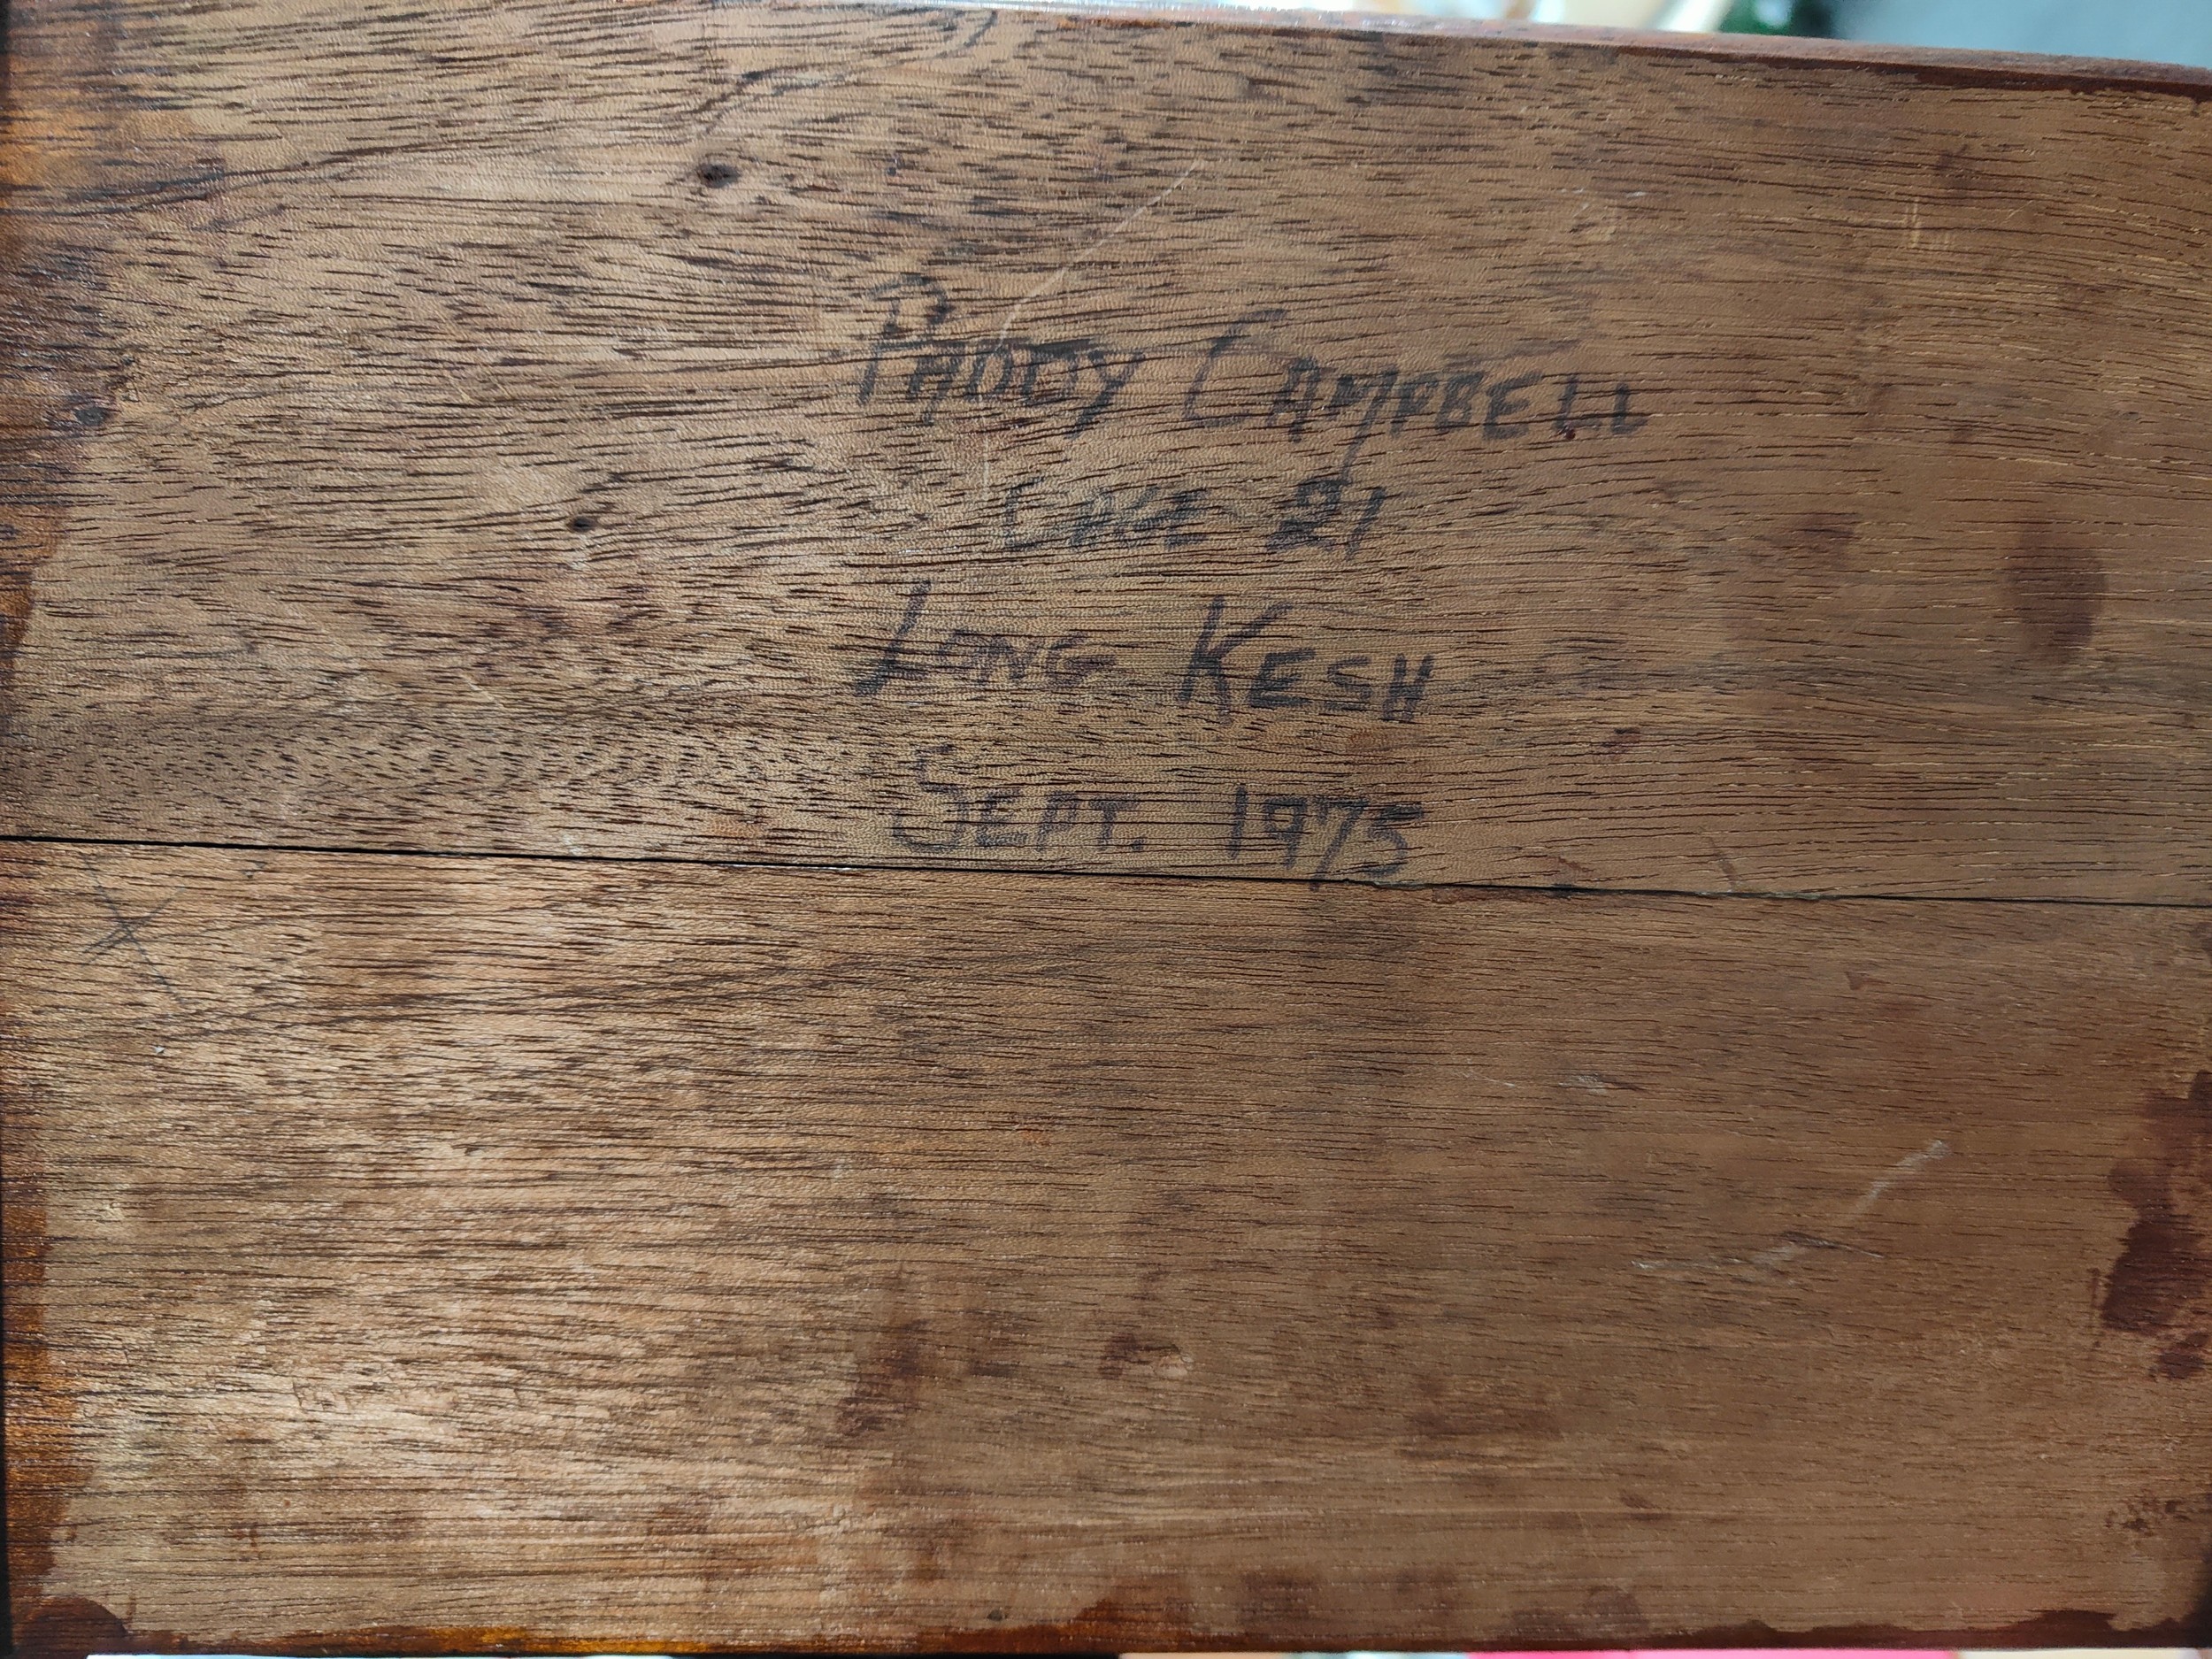 PADDY CAMPBELL
CAGE 21
LONG KESH
SEPT. 1975